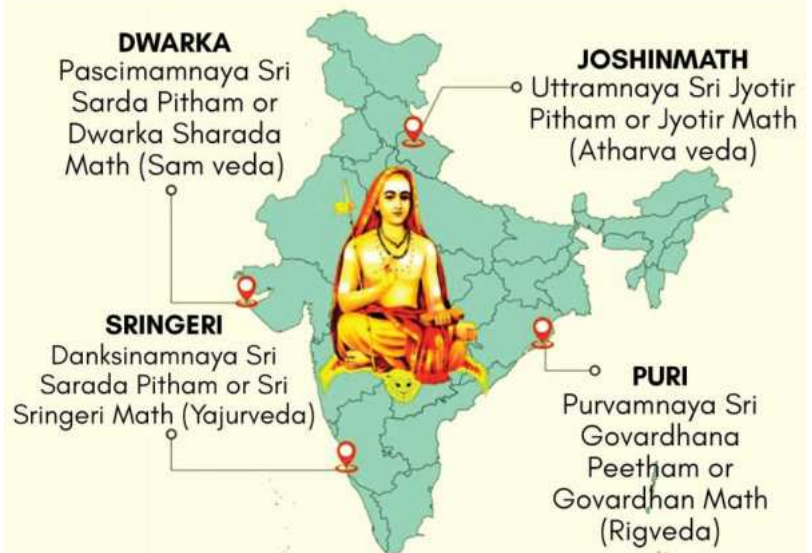 DWARKA
Pascimamnaya Sri
Sarda Pitham or
Dwarka Sharada
Math (Sam veda)
JOSHINMATH
Uttramnaya Sri Jyotir
Pitham or Jyotir Math
(Atharva veda)
SRINGERI
Danksinamnaya Sri
Sarada Pitham or Sri
Sringeri Math (Yajurveda)
PURI
Purvamnaya Sri
Govardhana
Peetham or
Govardhan Math
(Rigveda)